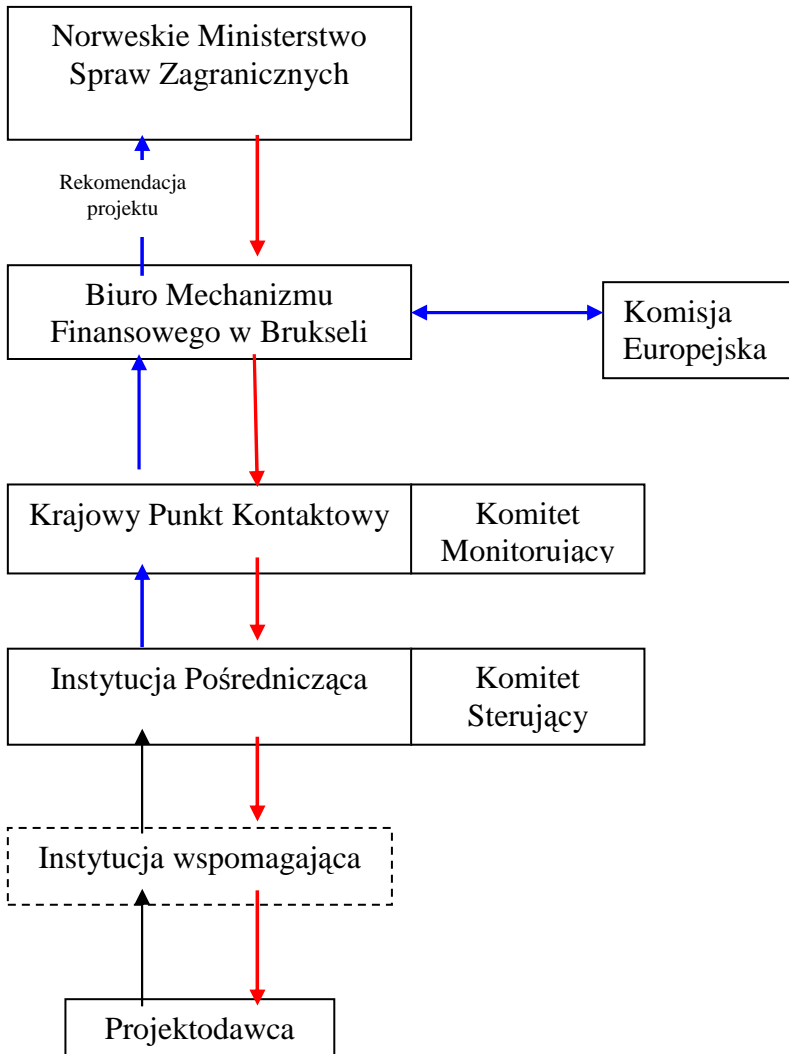 Norweskie Ministerstwo
Spraw Zagranicznych
Rekomendacja
projektu
Biuro Mechanizmu
Finansowego w Brukseli
Komisja
Europejska
Krajowy Punkt Kontaktowy
Komitet
Monitorujący
Instytucja Pośrednicząca
Komitet
Sterujący
Instytucja wspomagająca
Projektodawca